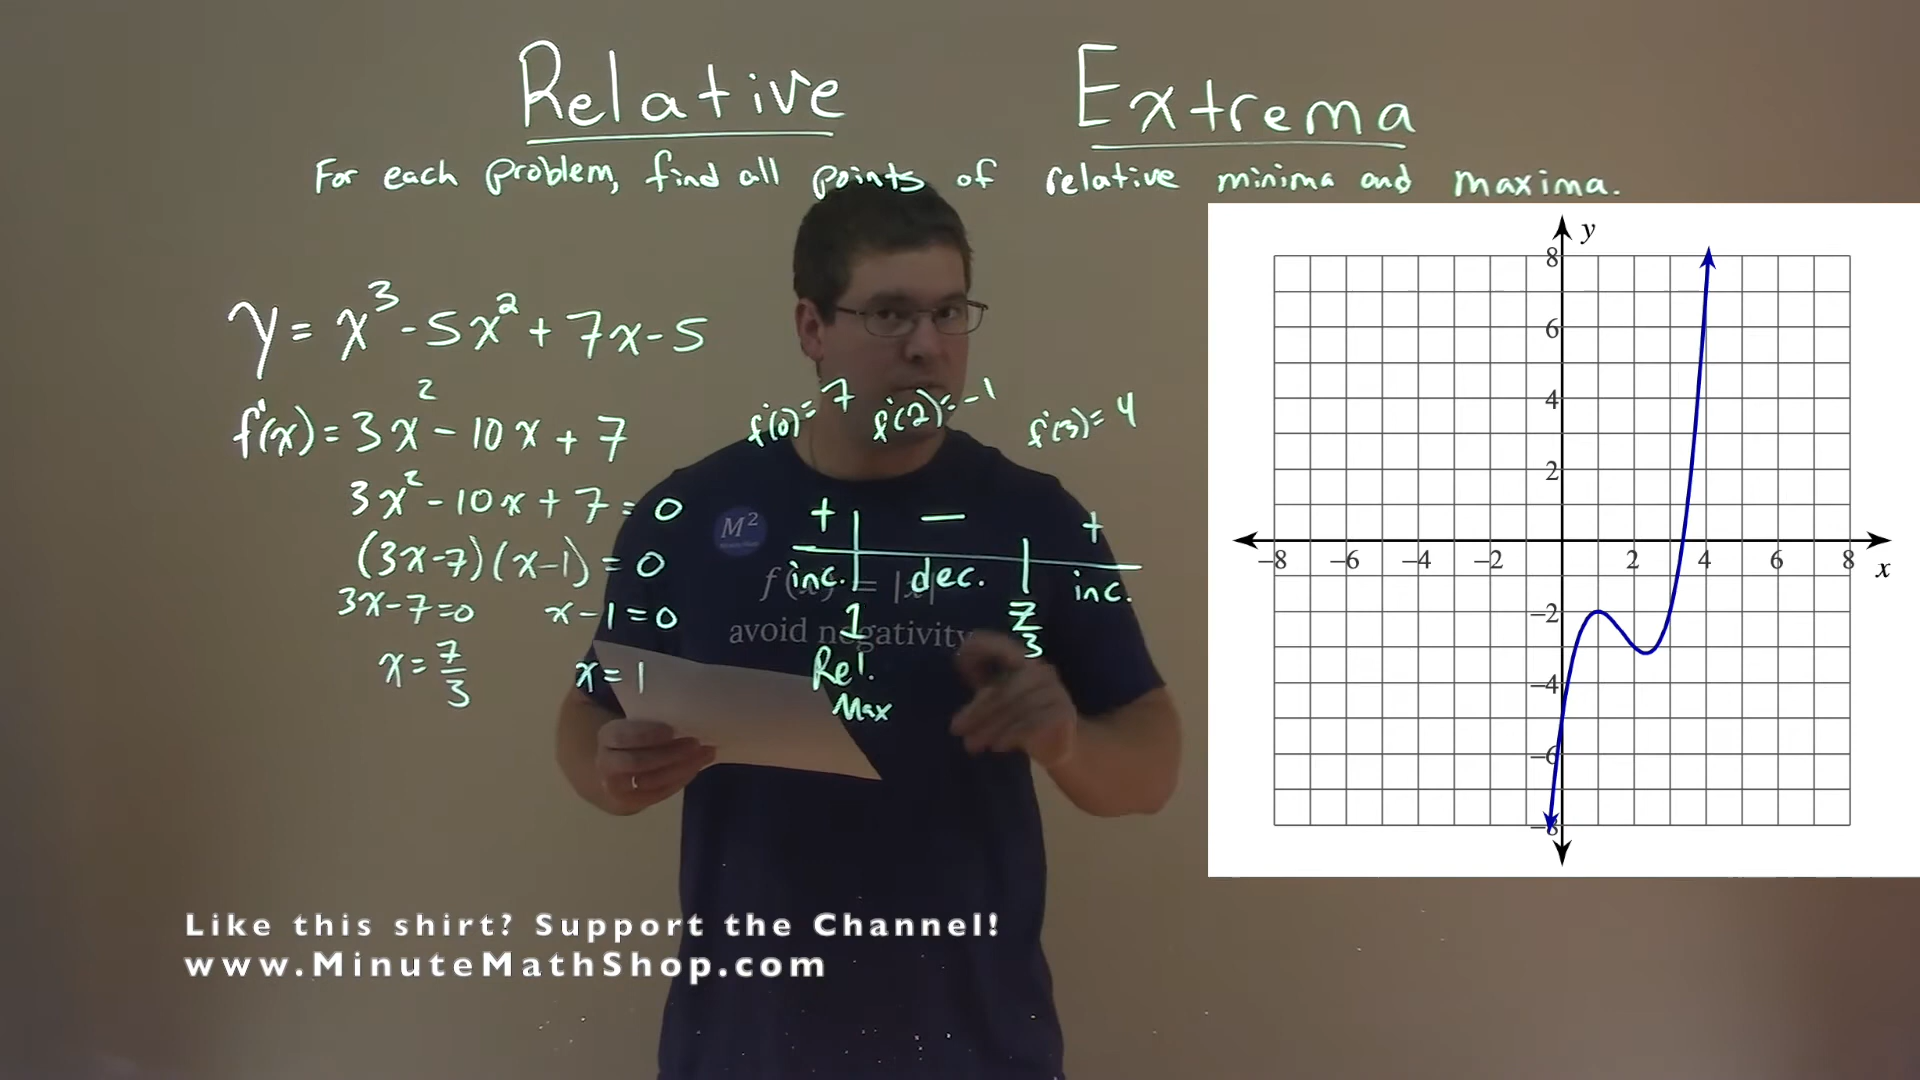 Relative Extrema
For each problem, find all points of relative minima and maxima.
y = x³ - 5x² + 7x - 5
f'(x) = 3x² - 10x + 7
3x² - 10x + 7 = 0
(3x-7)(x-1) = 0
3x-7=0 x-1=0
x = 7/3 x = 1
f'(0) = 7 f'(2) = -1 f'(3) = 4
+ − +
inc. dec. inc.
1 7/3
Rel.
Max
M²
f(x) = |x|
avoid negativity
y
8
6
4
2
−8 −6 −4 −2 2 4 6 8 x
−2
−4
−6
−8
Like this shirt? Support the Channel!
www.MinuteMathShop.com